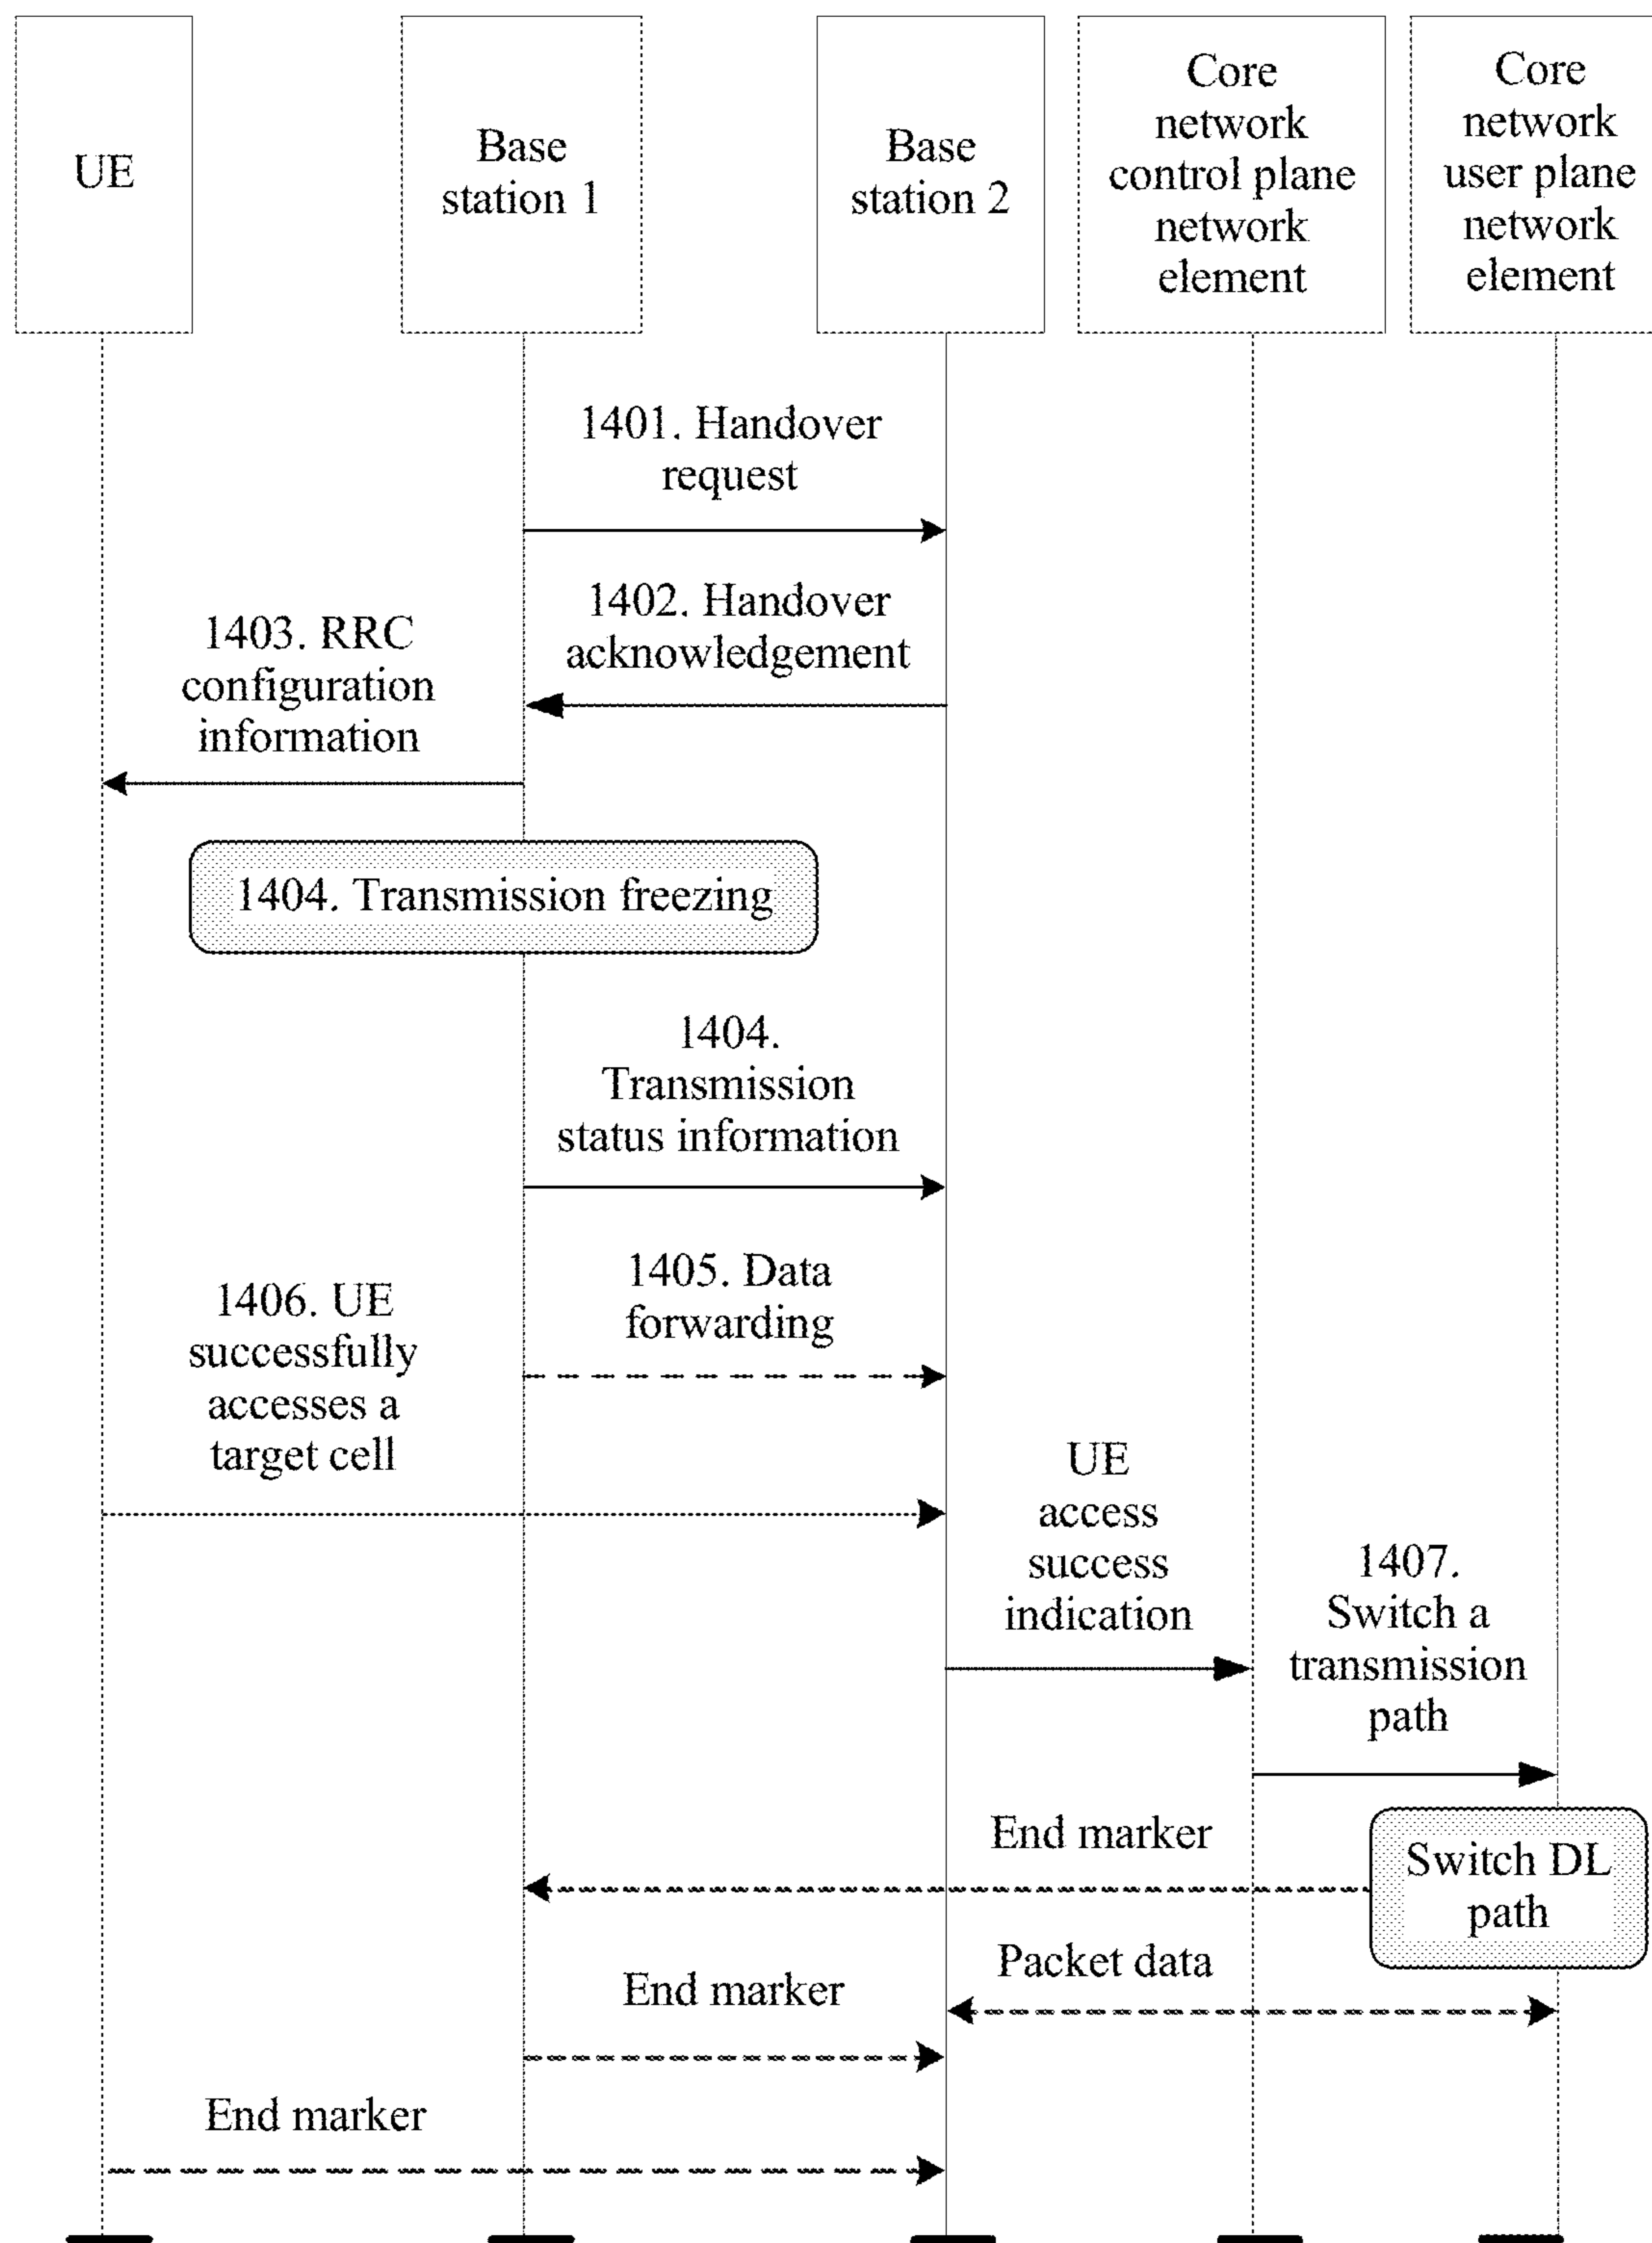 UE
Base
station 1
Base
station 2
Core
network
control plane
network
element
Core
network
user plane
network
element
1401. Handover
request
1402. Handover
acknowledgement
1403. RRC
configuration
information
1404. Transmission freezing
1404.
Transmission
status information
1405. Data
forwarding
1406. UE
successfully
accesses a
target cell
UE
access
success
indication
1407.
Switch a
transmission
path
End marker
Switch DL
path
Packet data
End marker
End marker